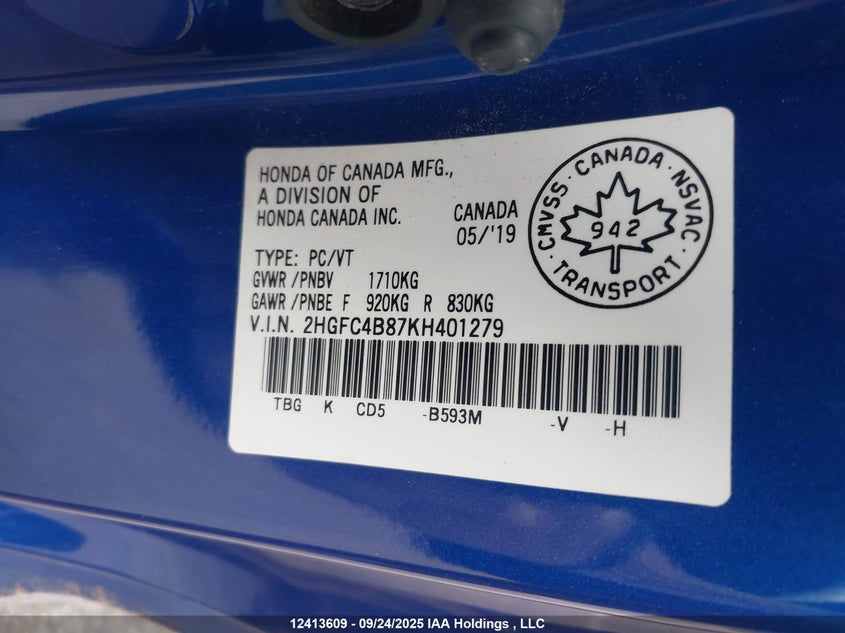 HONDA OF CANADA MFG.,
A DIVISION OF
HONDA CANADA INC.
CANADA
05/'19
CMVSS · CANADA · NSVAC
942
TRANSPORT
TYPE: PC/VT
GVWR /PNBV 1710KG
GAWR /PNBE F 920KG R 830KG
V.I.N. 2HGFC4B87KH401279
TBG K CD5 -B593M -V -H
12413609 - 09/24/2025 IAA Holdings , LLC